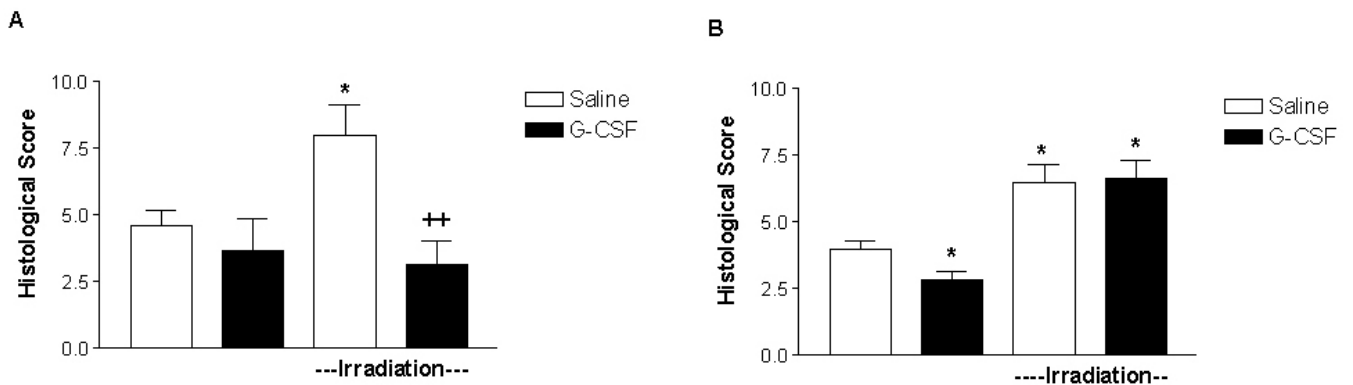 A
Histological Score
10.0
7.5
5.0
2.5
0.0
*
‡‡
---Irradiation---
Saline
G-CSF
B
Histological Score
10.0
7.5
5.0
2.5
0.0
*
*
*
----Irradiation--
Saline
G-CSF